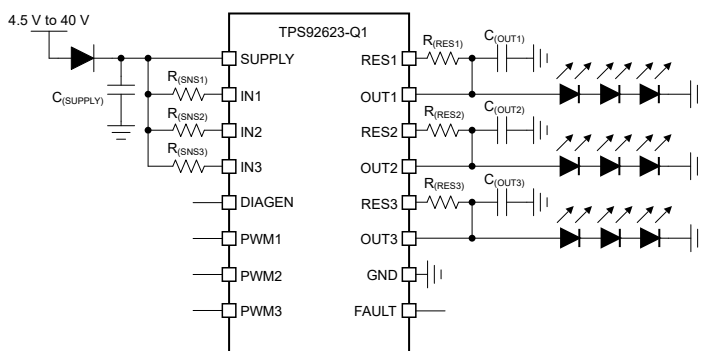 4.5 V to 40 V
TPS92623-Q1
C(SUPPLY)
R(SNS1)
R(SNS2)
R(SNS3)
SUPPLY
IN1
IN2
IN3
DIAGEN
PWM1
PWM2
PWM3
RES1
OUT1
RES2
OUT2
RES3
OUT3
GND
FAULT
R(RES1)
C(OUT1)
R(RES2)
C(OUT2)
R(RES3)
C(OUT3)